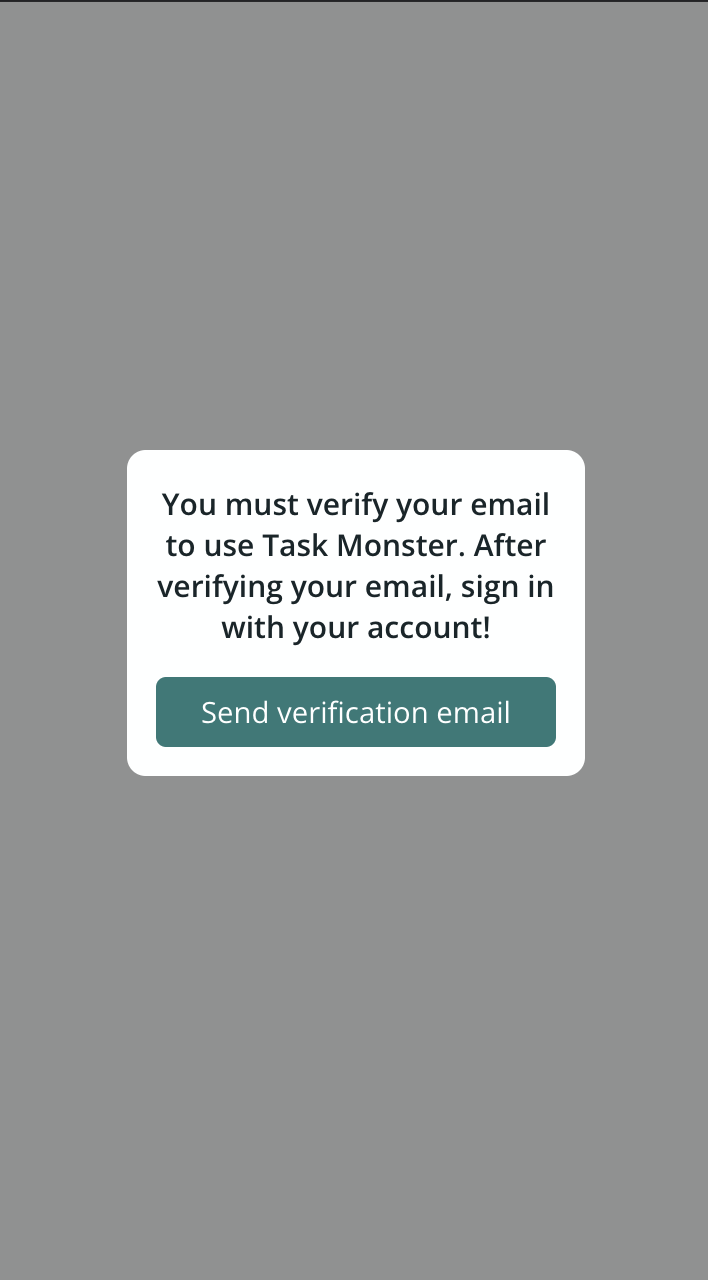 You must verify your email
to use Task Monster. After
verifying your email, sign in
with your account!
Send verification email